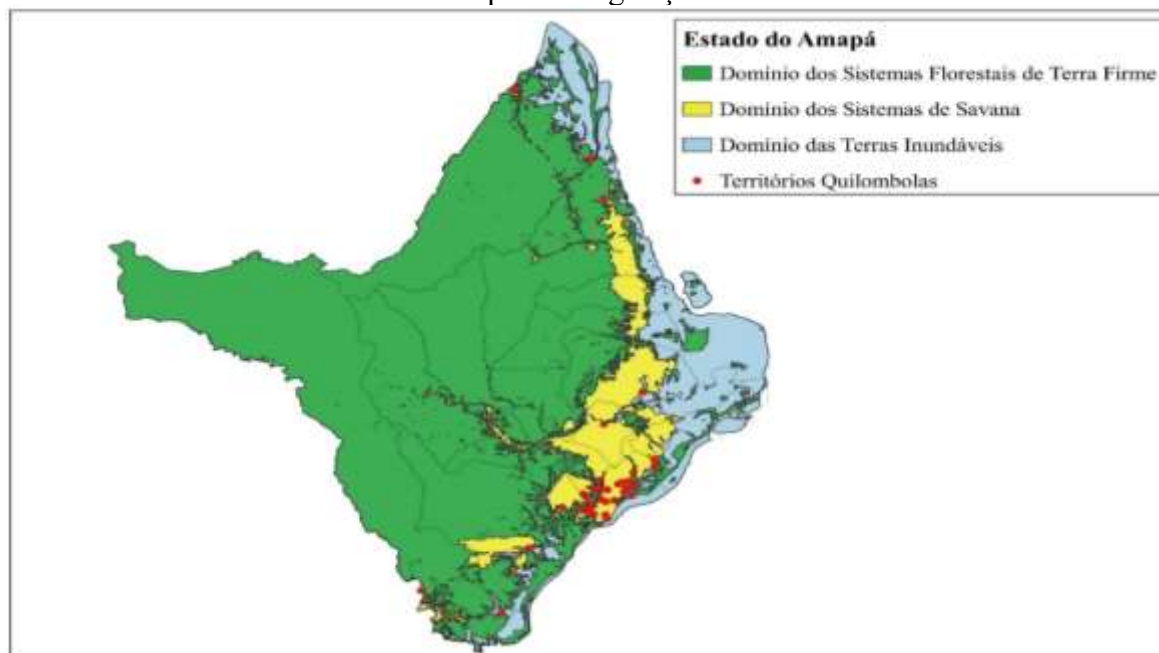 Estado do Amapá
Domínio dos Sistemas Florestais de Terra Firme
Domínio dos Sistemas de Savana
Domínio das Terras Inundáveis
Territórios Quilombolas